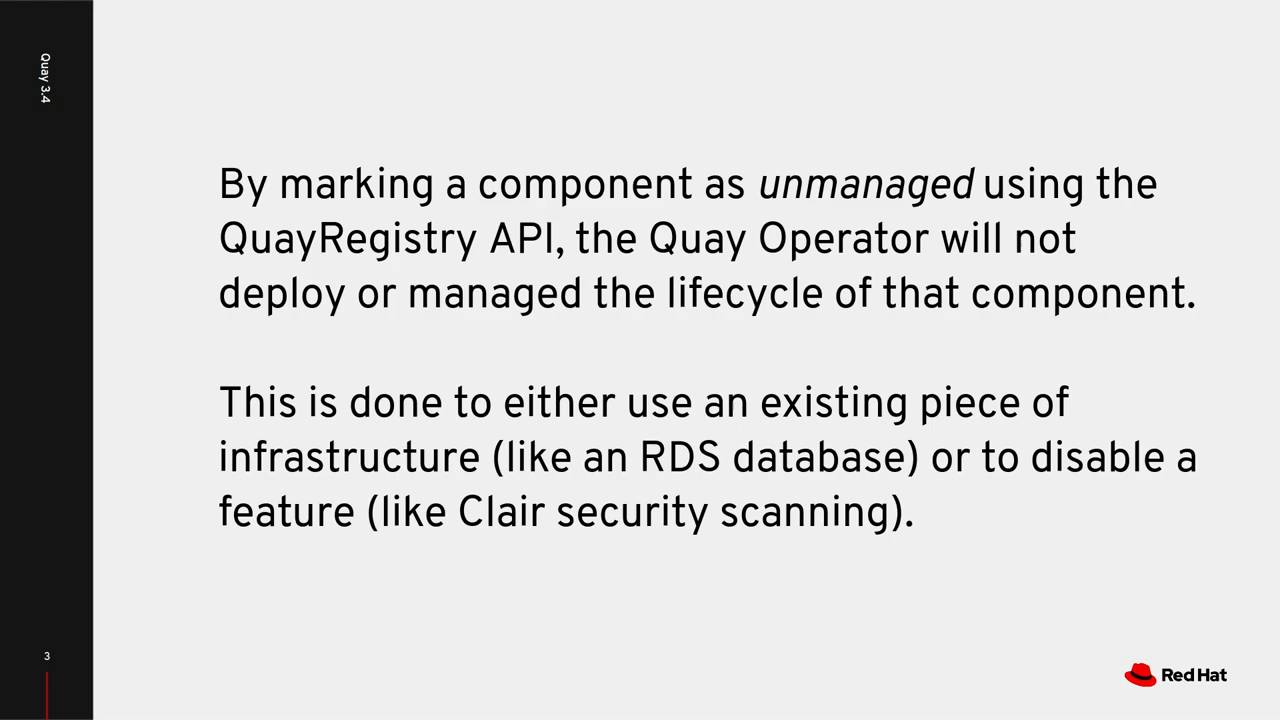 Quay 3.4
By marking a component as unmanaged using the
QuayRegistry API, the Quay Operator will not
deploy or managed the lifecycle of that component.
This is done to either use an existing piece of
infrastructure (like an RDS database) or to disable a
feature (like Clair security scanning).
3
Red Hat